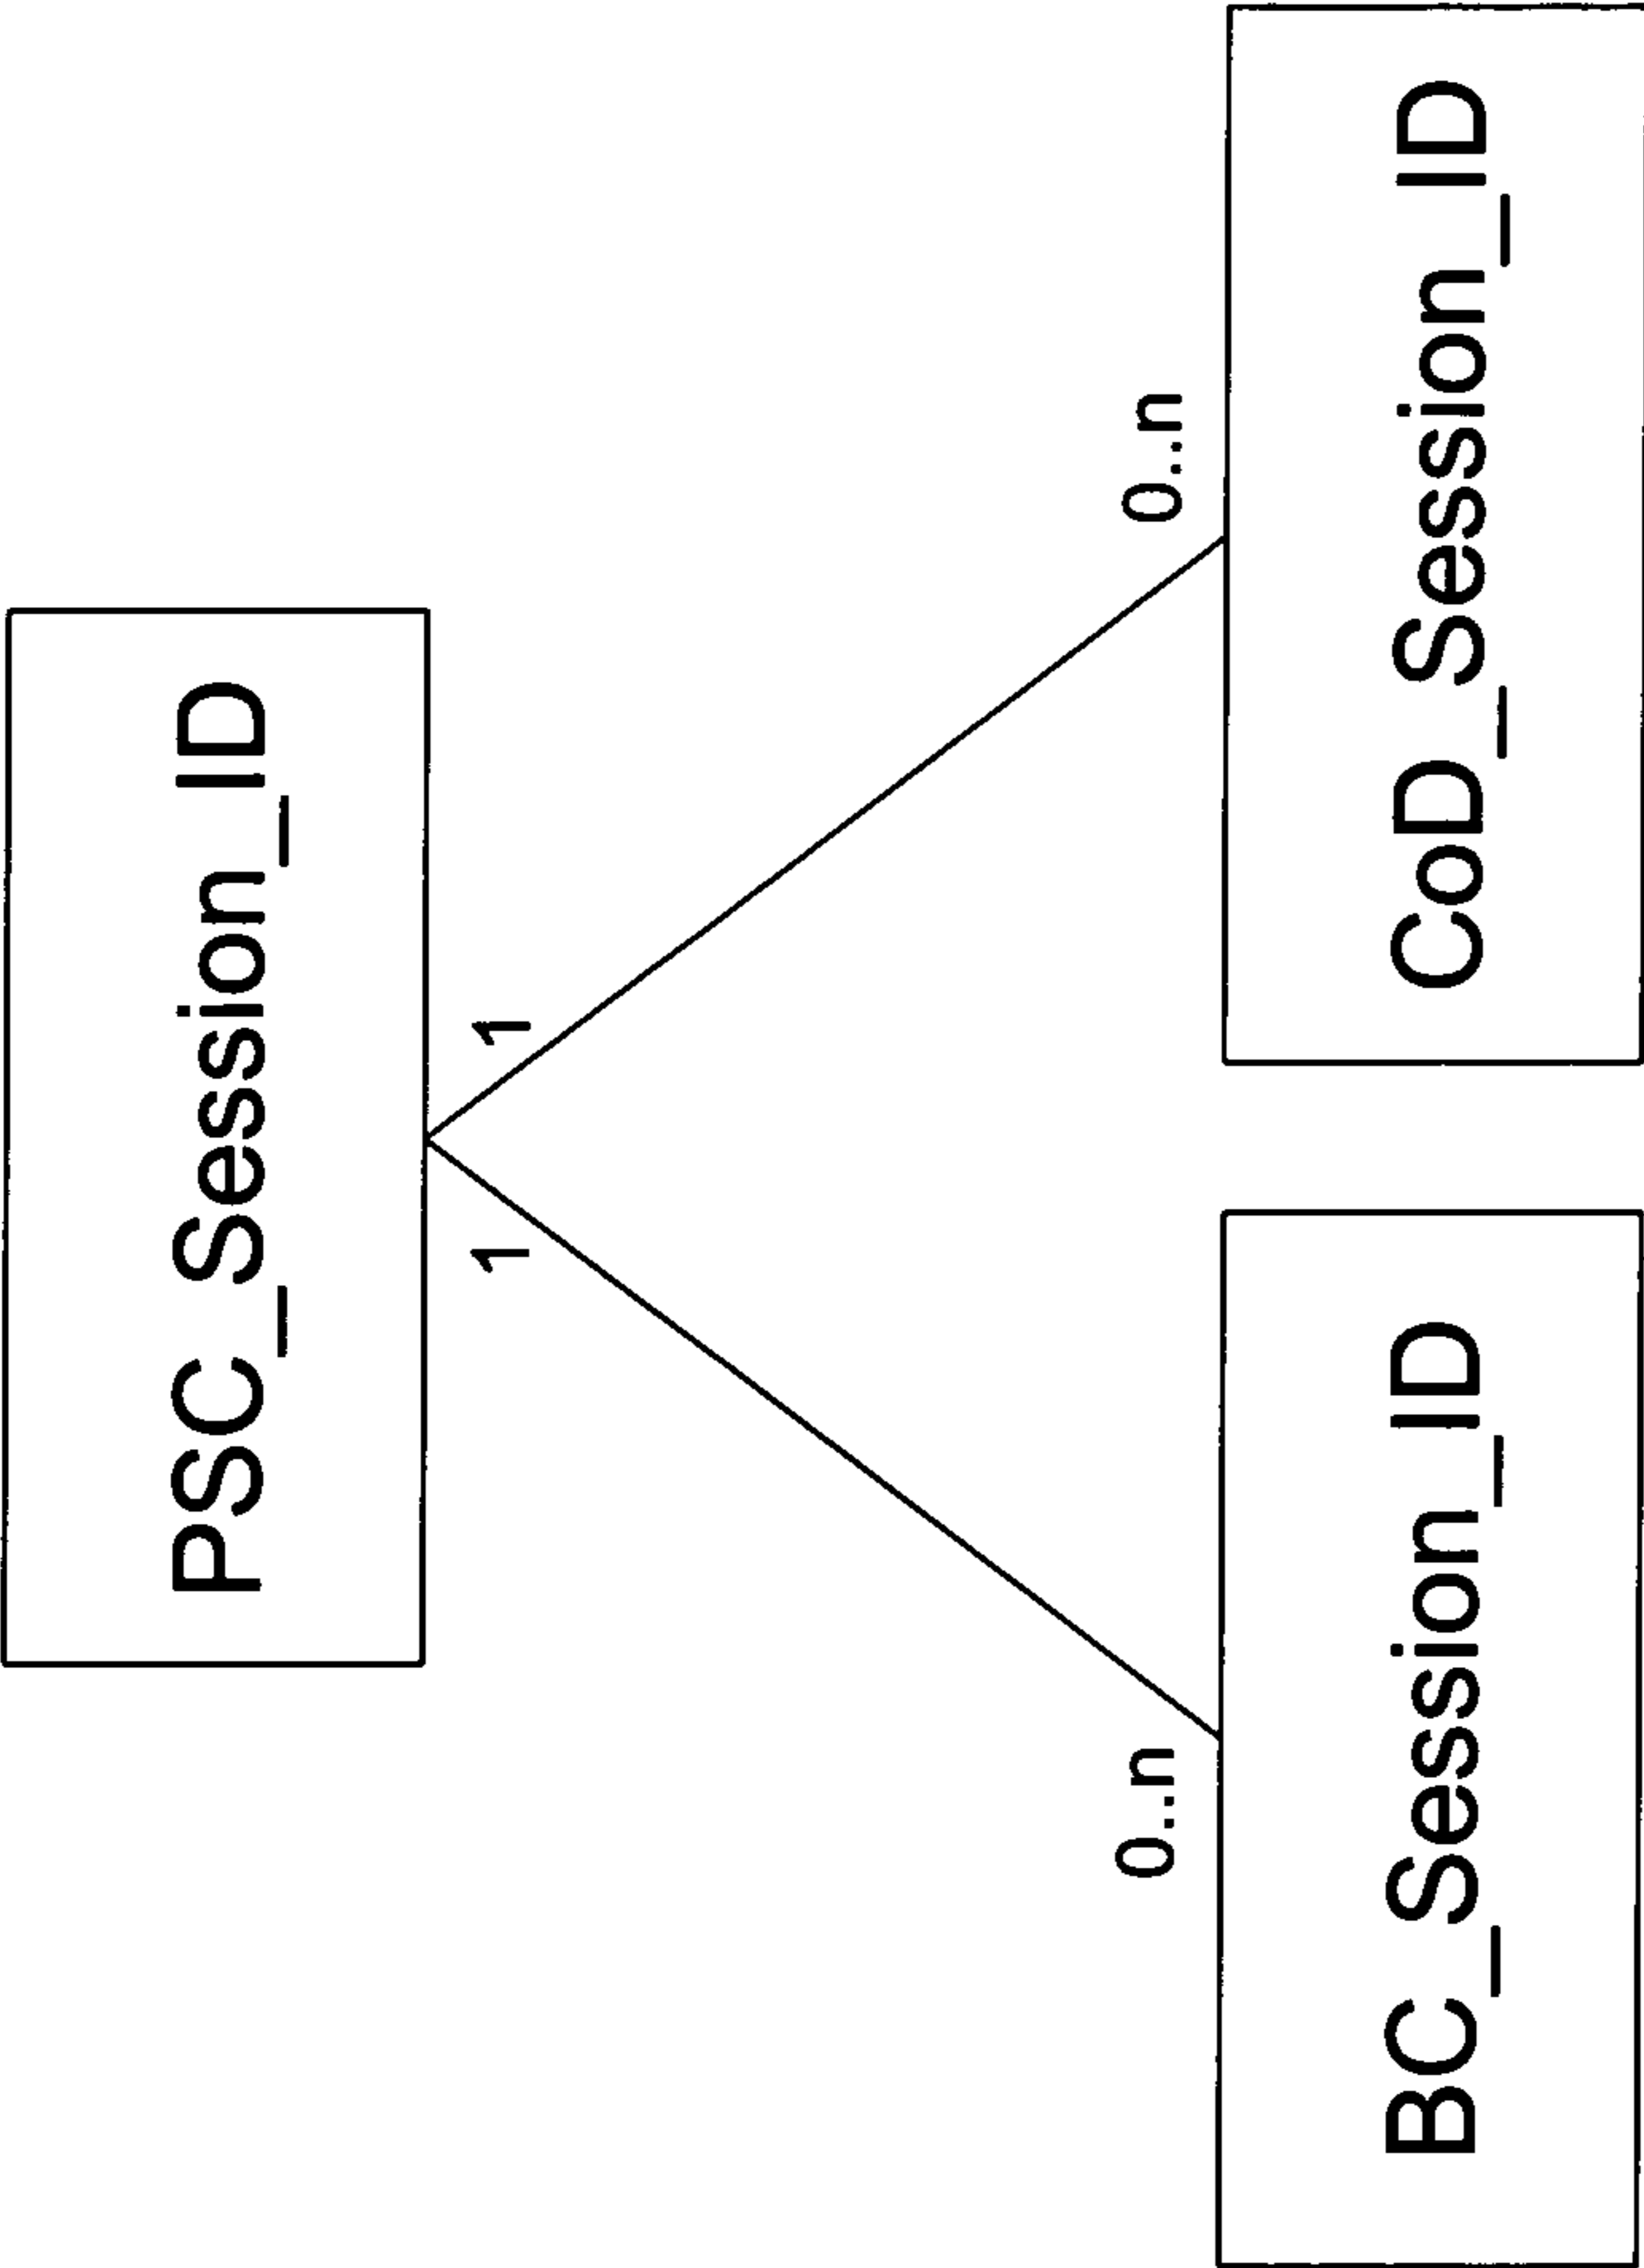 PSC_Session_ID
1
1
0..n
0..n
BC_Session_ID
CoD_Session_ID